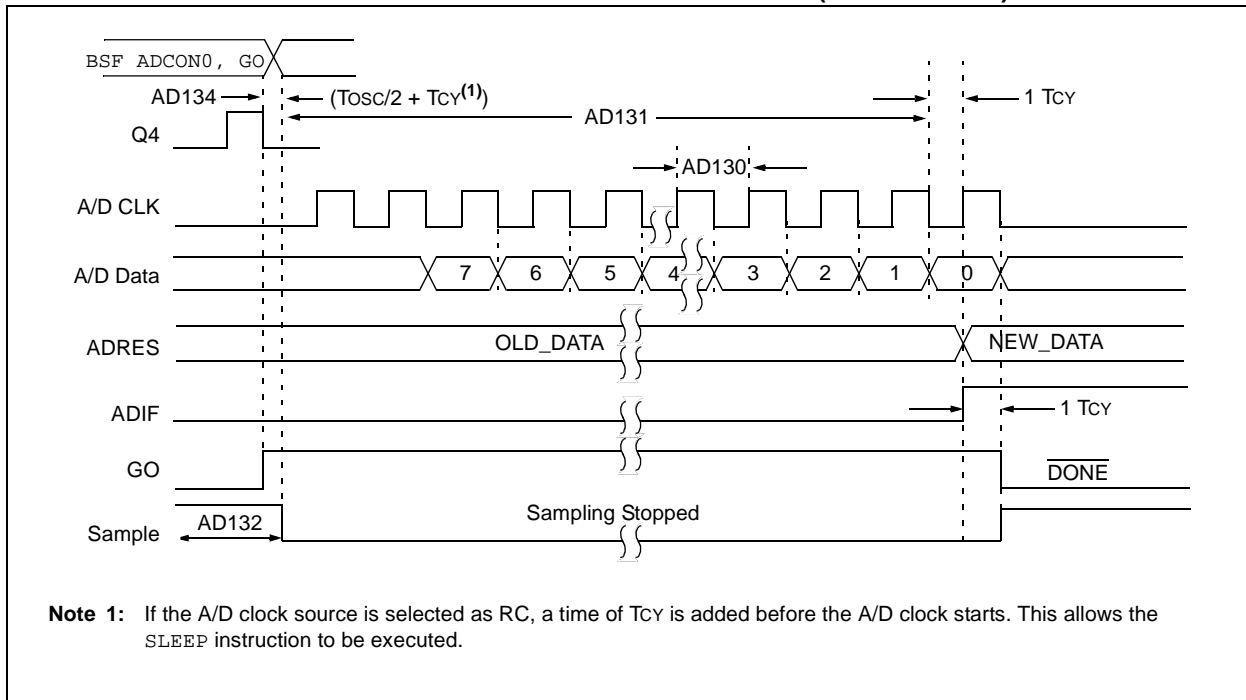 BSF ADCON0, GO
AD134 (TOSC/2 + TCY(1)) 1 TCY
AD131
Q4
AD130
A/D CLK
A/D Data 7 6 5 4 3 2 1 0
ADRES OLD_DATA NEW_DATA
ADIF 1 TCY
GO DONE
Sample AD132 Sampling Stopped
Note 1: If the A/D clock source is selected as RC, a time of TCY is added before the A/D clock starts. This allows the
SLEEP instruction to be executed.